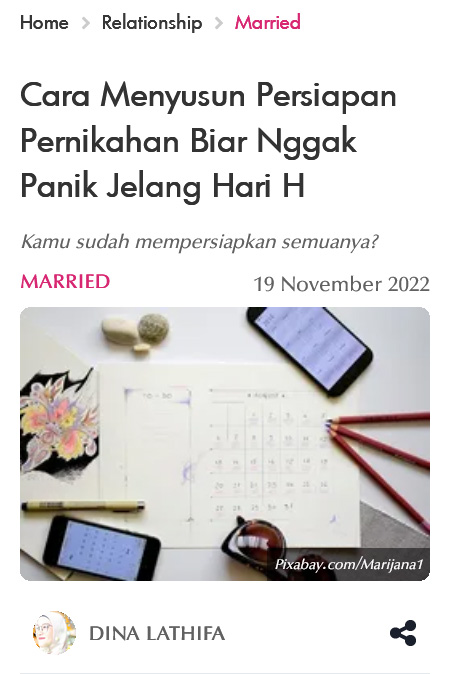 Home > Relationship > Married
Cara Menyusun Persiapan
Pernikahan Biar Nggak
Panik Jelang Hari H
Kamu sudah mempersiapkan semuanya?
MARRIED 19 November 2022
Pixabay.com/Marijana1
DINA LATHIFA